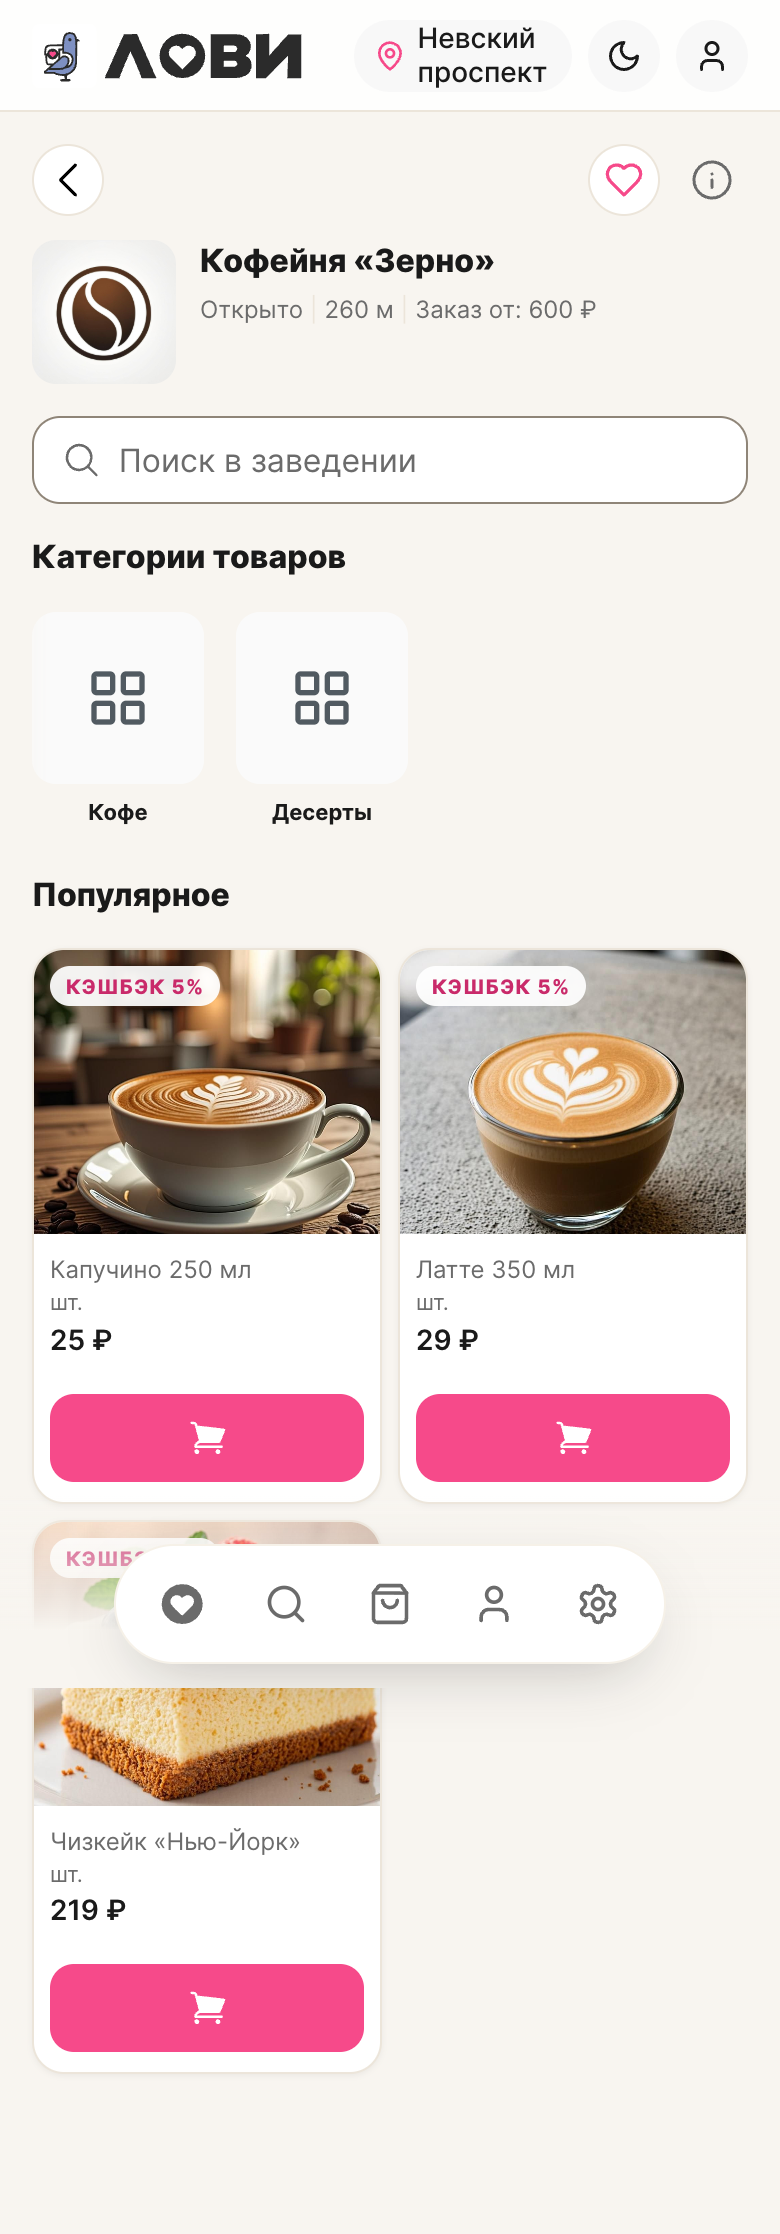 ЛОВИ
Невский
проспект
Кофейня «Зерно»
Открыто 260 м Заказ от: 600 ₽
Поиск в заведении
Категории товаров
Кофе Десерты
Популярное
КЭШБЭК 5% КЭШБЭК 5%
Капучино 250 мл Латте 350 мл
шт. шт.
25 ₽ 29 ₽
Чизкейк «Нью-Йорк»
шт.
219 ₽